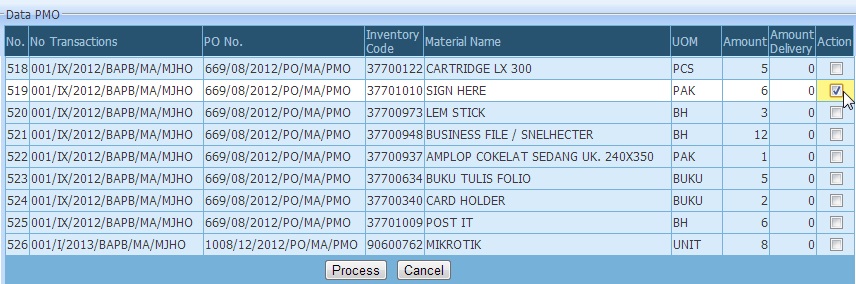 Data PMO
No. No Transactions PO No. Inventory Code Material Name UOM Amount Amount Delivery Action
518 001/IX/2012/BAPB/MA/MJHO 669/08/2012/PO/MA/PMO 37700122 CARTRIDGE LX 300 PCS 5 0
519 001/IX/2012/BAPB/MA/MJHO 669/08/2012/PO/MA/PMO 37701010 SIGN HERE PAK 6 0
520 001/IX/2012/BAPB/MA/MJHO 669/08/2012/PO/MA/PMO 37700973 LEM STICK BH 3 0
521 001/IX/2012/BAPB/MA/MJHO 669/08/2012/PO/MA/PMO 37700948 BUSINESS FILE / SNELHECTER BH 12 0
522 001/IX/2012/BAPB/MA/MJHO 669/08/2012/PO/MA/PMO 37700937 AMPLOP COKELAT SEDANG UK. 240X350 PAK 1 0
523 001/IX/2012/BAPB/MA/MJHO 669/08/2012/PO/MA/PMO 37700634 BUKU TULIS FOLIO BUKU 5 0
524 001/IX/2012/BAPB/MA/MJHO 669/08/2012/PO/MA/PMO 37700340 CARD HOLDER BUKU 2 0
525 001/IX/2012/BAPB/MA/MJHO 669/08/2012/PO/MA/PMO 37701009 POST IT BH 6 0
526 001/I/2013/BAPB/MA/MJHO 1008/12/2012/PO/MA/PMO 90600762 MIKROTIK UNIT 8 0
Process Cancel